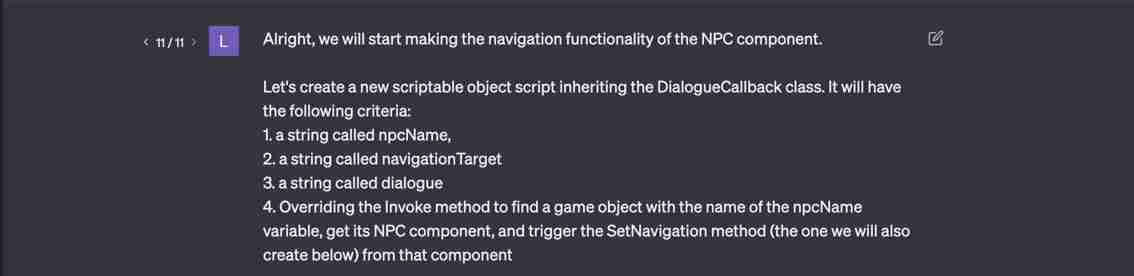 < 11 / 11 > L Alright, we will start making the navigation functionality of the NPC component.
Let's create a new scriptable object script inheriting the DialogueCallback class. It will have
the following criteria:
1. a string called npcName,
2. a string called navigationTarget
3. a string called dialogue
4. Overriding the Invoke method to find a game object with the name of the npcName
variable, get its NPC component, and trigger the SetNavigation method (the one we will also
create below) from that component